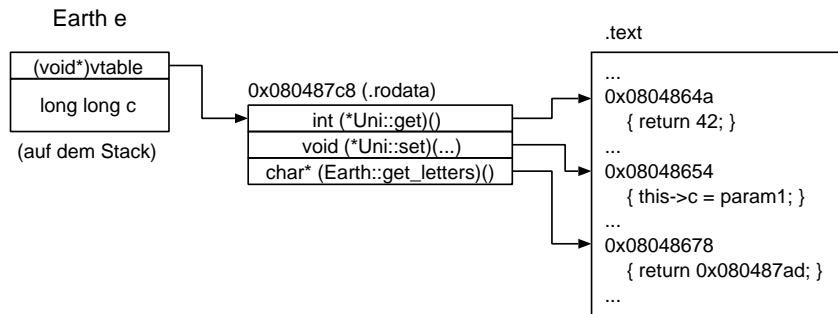 Earth e
(void*)vtable
long long c
(auf dem Stack)
0x080487c8 (.rodata)
int (*Uni::get)()
void (*Uni::set)(...)
char* (Earth::get_letters)()
.text
...
0x0804864a
{ return 42; }
...
0x08048654
{ this->c = param1; }
...
0x08048678
{ return 0x080487ad; }
...